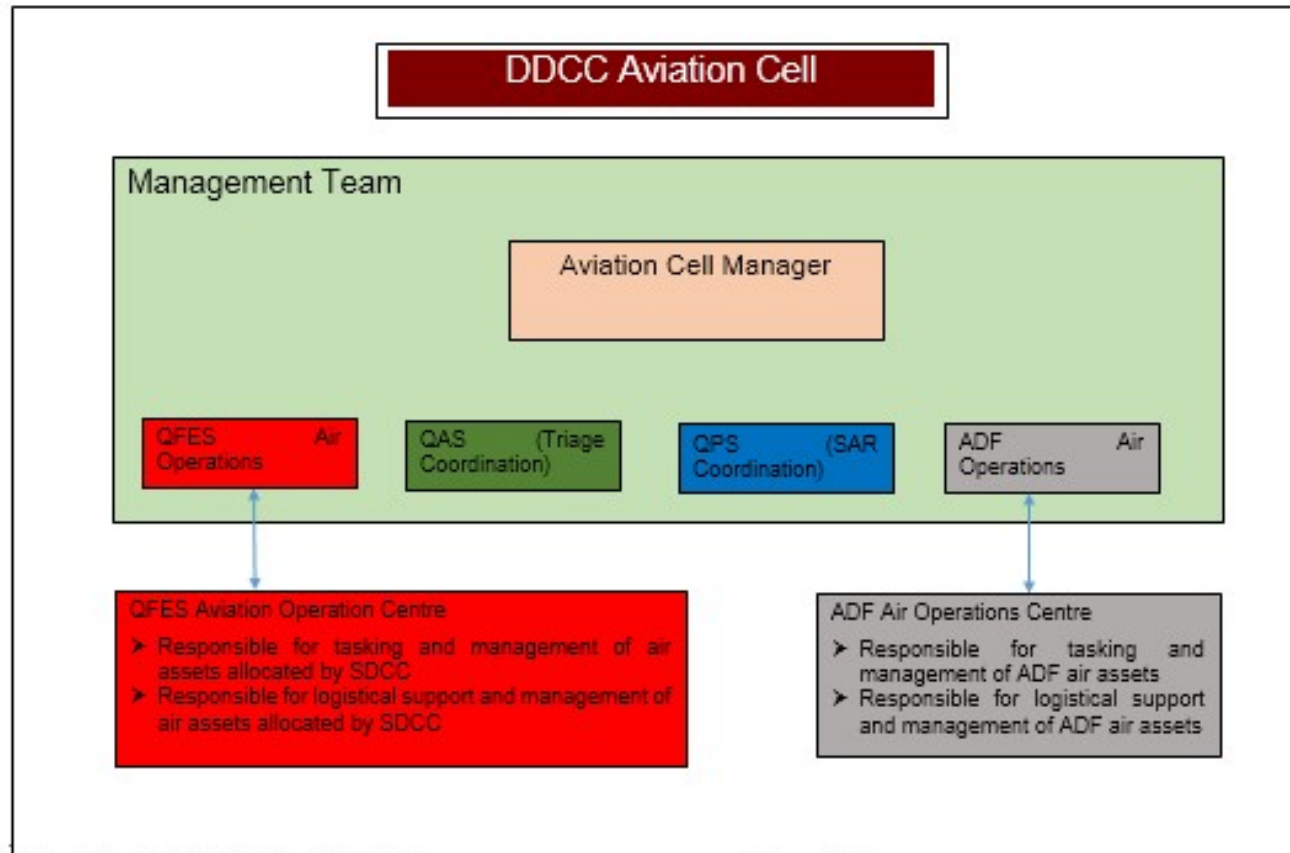 DDCC Aviation Cell
Management Team
Aviation Cell Manager
QFES Air
Operations
QAS (Triage
Coordination)
QPS (SAR
Coordination)
ADF Air
Operations
QFES Aviation Operation Centre
➤ Responsible for tasking and management of air
assets allocated by SDCC
➤ Responsible for logistical support and management of
air assets allocated by SDCC
ADF Air Operations Centre
➤ Responsible for tasking and
management of ADF air assets
➤ Responsible for logistical support
and management of ADF air assets